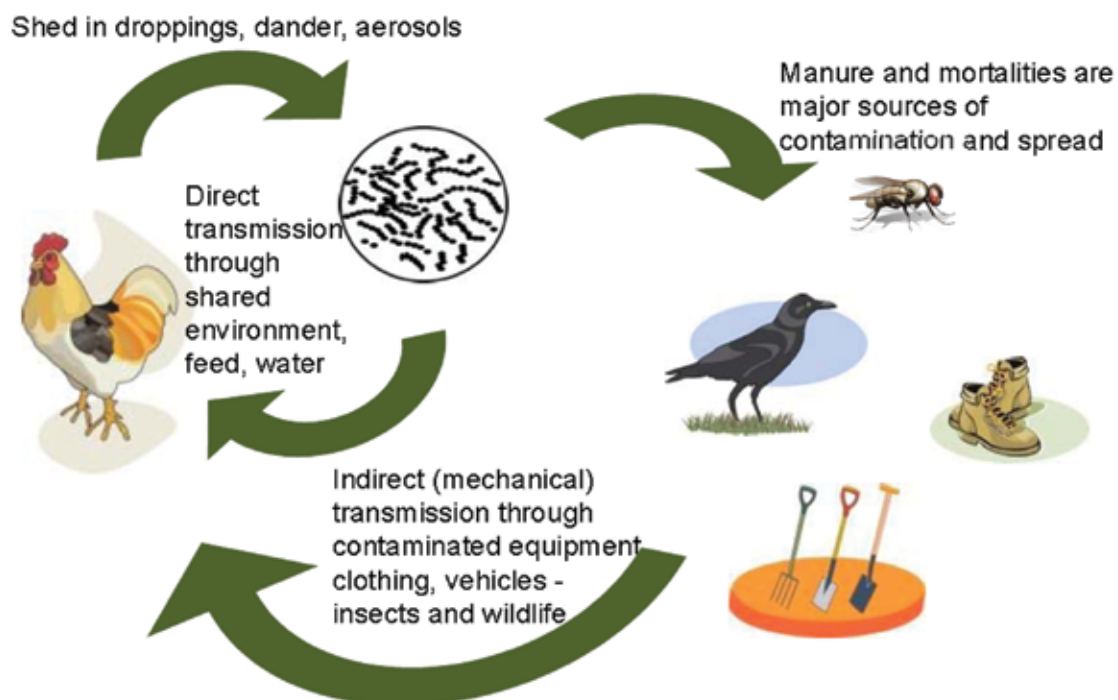 Shed in droppings, dander, aerosols
Manure and mortalities are
major sources of
contamination and spread
Direct
transmission
through
shared
environment,
feed, water
Indirect (mechanical)
transmission through
contaminated equipment
clothing, vehicles -
insects and wildlife